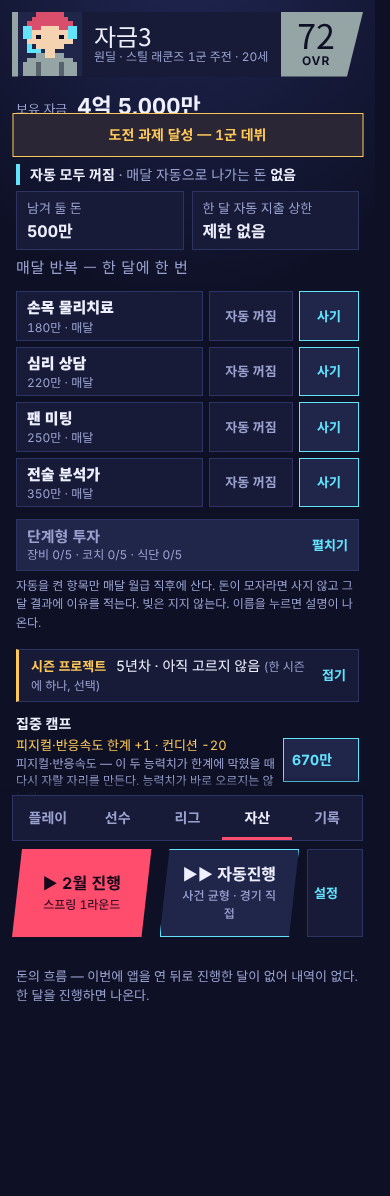 자금3
원딜 · 스틸 래쿤즈 1군 주전 · 20세
72
OVR
보유 자금 4억 5,000만
도전 과제 달성 — 1군 데뷔
자동 모두 꺼짐 · 매달 자동으로 나가는 돈 없음
남겨 둘 돈
500만
한 달 자동 지출 상한
제한 없음
매달 반복 — 한 달에 한 번
손목 물리치료
180만 · 매달
자동 꺼짐
사기
심리 상담
220만 · 매달
자동 꺼짐
사기
팬 미팅
250만 · 매달
자동 꺼짐
사기
전술 분석가
350만 · 매달
자동 꺼짐
사기
단계형 투자
장비 0/5 · 코치 0/5 · 식단 0/5
펼치기
자동을 켠 항목만 매달 월급 직후에 산다. 돈이 모자라면 사지 않고 그
달 결과에 이유를 적는다. 빚은 지지 않는다. 이름을 누르면 설명이 나
온다.
시즌 프로젝트 5년차 · 아직 고르지 않음 (한 시즌
에 하나, 선택)
접기
집중 캠프
피지컬·반응속도 한계 +1 · 컨디션 -20
피지컬·반응속도 — 이 두 능력치가 한계에 막혔을 때
다시 자랄 자리를 만든다. 능력치가 바로 오르지는 않
670만
플레이
선수
리그
자산
기록
▶ 2월 진행
스프링 1라운드
▶▶ 자동진행
사건 균형 · 경기 직
접
설정
돈의 흐름 — 이번에 앱을 연 뒤로 진행한 달이 없어 내역이 없다.
한 달을 진행하면 나온다.